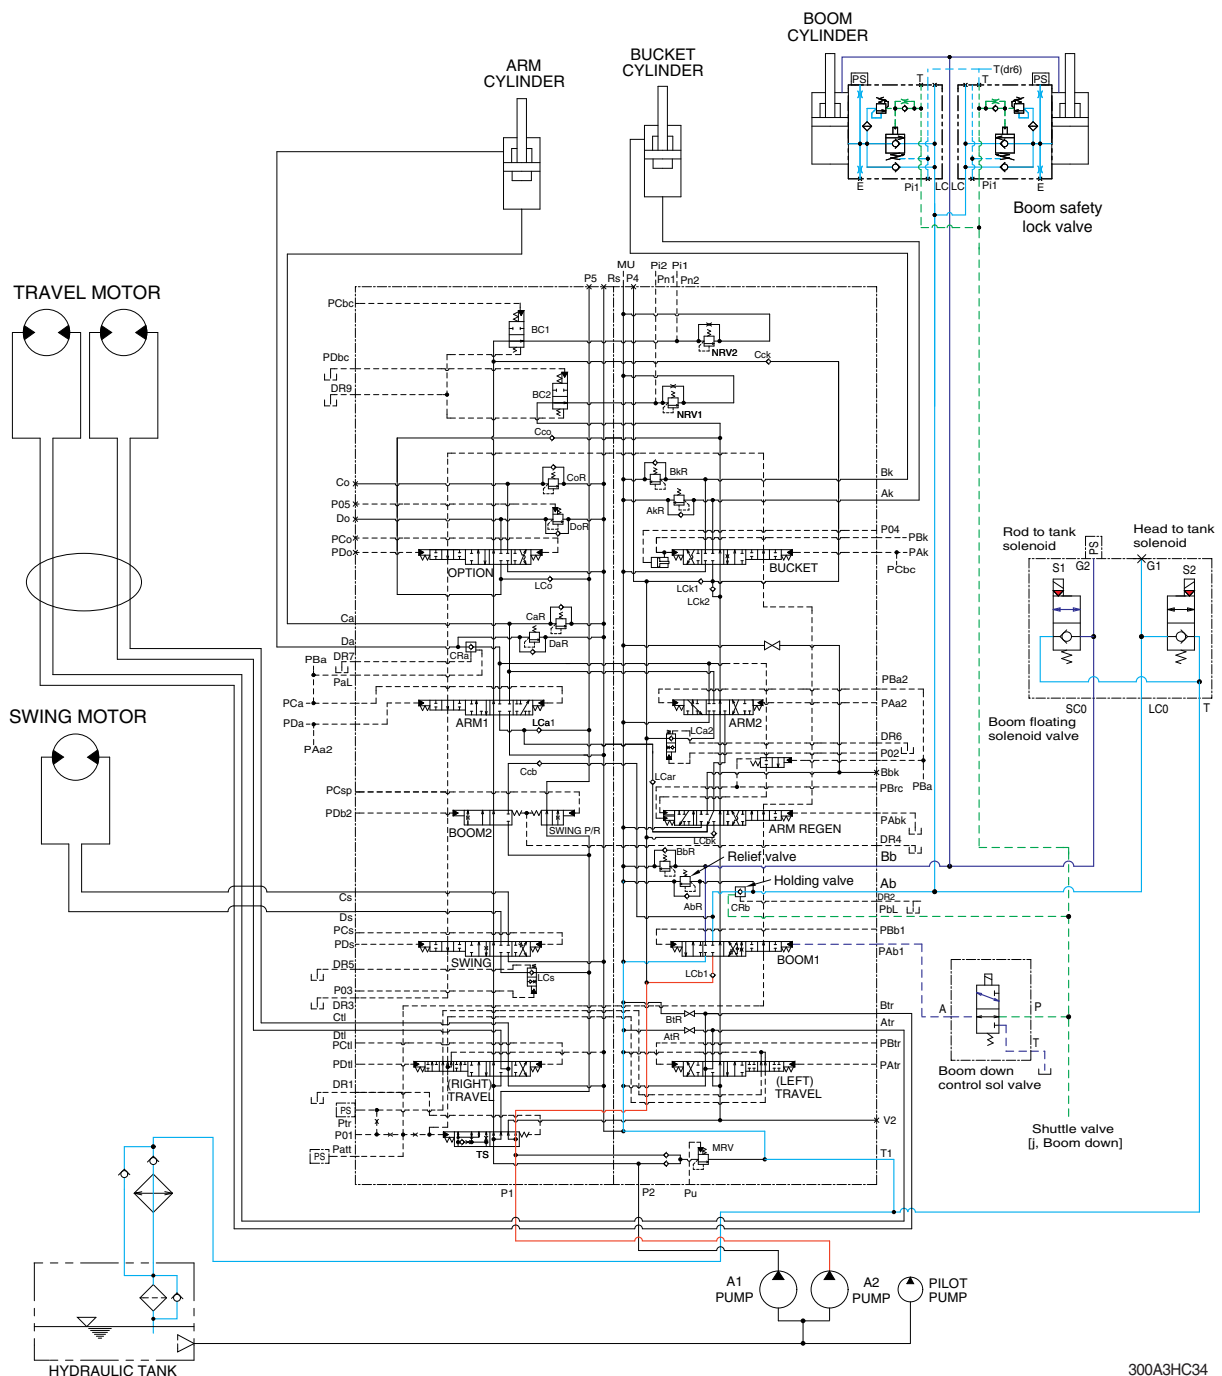 BOOM
CYLINDER
ARM
CYLINDER
BUCKET
CYLINDER
PS
T
T(dr6)
T
PS
E
Pi1
LC
LC
Pi1
E
Boom safety
lock valve
TRAVEL MOTOR
P5
Rs
MU
P4
Pi2
Pi1
Pn1
Pn2
PCbc
BC1
NRV2
Cck
PDbc
DR9
BC2
NRV1
Cco
Co
CoR
BkR
Bk
P05
AkR
Ak
Do
DoR
PCo
P04
PBk
PDo
OPTION
BUCKET
PAk
PCbc
LCo
LCk1
LCk2
Rod to tank
solenoid
Head to tank
solenoid
S1
PS
G2
G1
S2
SC0
LC0
T
Boom floating
solenoid valve
Ca
CaR
Da
DaR
DR7
CRa
PBa
PaL
PBa2
PCa
ARM1
ARM2
PAa2
PDa
LCa1
LCa2
PAa2
DR6
P02
Ccb
LCar
Bbk
PBa
PCsp
PBrc
PDb2
BOOM2
SWING P/R
ARM REGEN
PAbk
LCbk
DR4
SWING MOTOR
BbR
Relief valve
Bb
Holding valve
Ab
AbR
CRb
DR2
PbL
Cs
Ds
PCs
PBb1
PDs
SWING
BOOM1
PAb1
DR5
LCs
LCb1
P03
DR3
Ctl
BtR
Btr
Dtl
AtR
Atr
PCtl
PBtr
PDtl
(RIGHT)
TRAVEL
(LEFT)
TRAVEL
PAtr
A
P
T
Boom down
control sol valve
DR1
PS
Ptr
P01
TS
V2
Patt
PS
MRV
T1
Shuttle valve
[j, Boom down]
P1
P2
Pu
A1
PUMP
A2
PUMP
PILOT
PUMP
HYDRAULIC TANK
300A3HC34